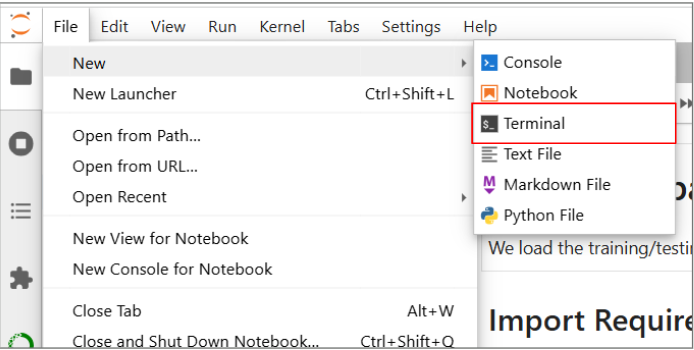 File Edit View Run Kernel Tabs Settings Help
New
Console
New Launcher Ctrl+Shift+L
Notebook
$_ Terminal
Open from Path...
Text File
Open from URL...
M Markdown File
Open Recent
Python File
New View for Notebook
We load the training/testi
New Console for Notebook
Close Tab Alt+W
Import Require
Close and Shut Down Notebook... Ctrl+Shift+Q